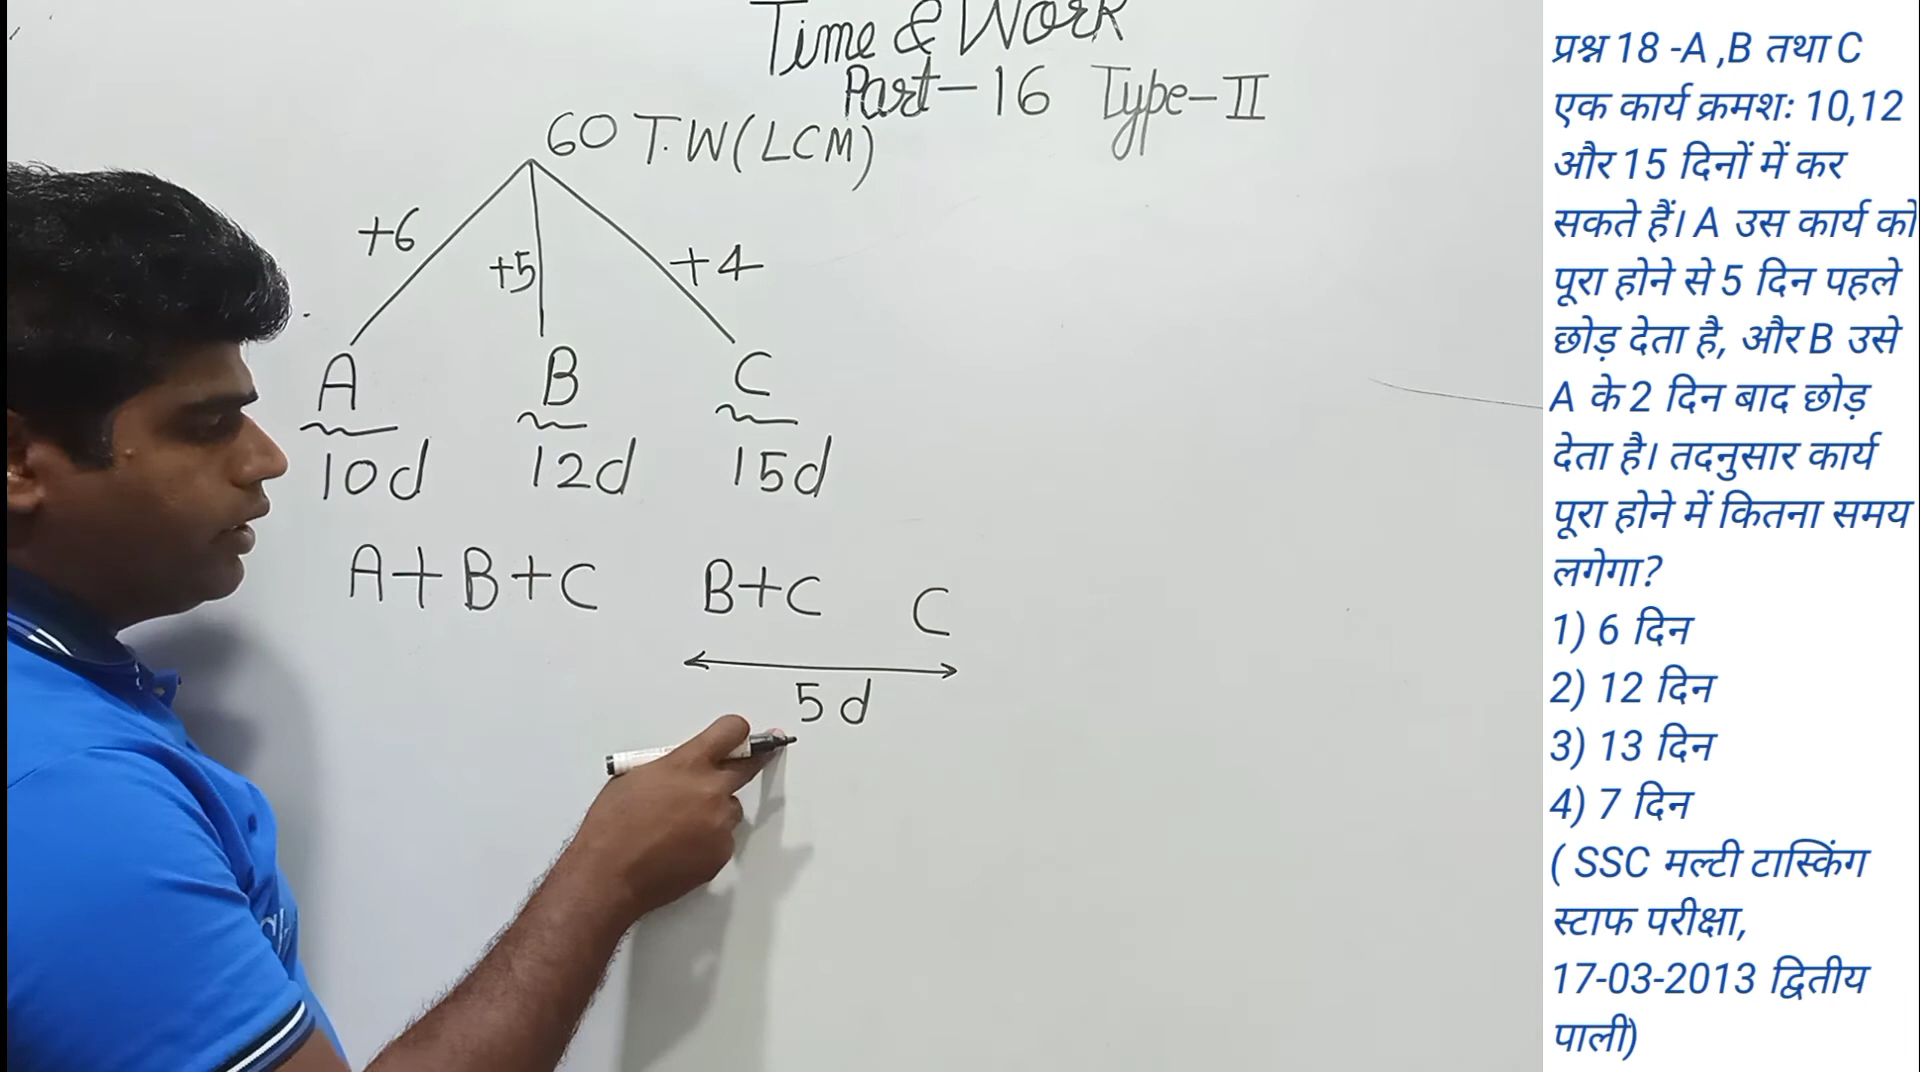 Time & Work
Part-16 Type-II
60 T.W(LCM)
+6
+5
+4
A B C
10d 12d 15d
A+B+C B+C C
5d
प्रश्न 18 -A ,B तथा C
एक कार्य क्रमशः 10,12
और 15 दिनों में कर
सकते हैं। A उस कार्य को
पूरा होने से 5 दिन पहले
छोड़ देता है, और B उसे
A के 2 दिन बाद छोड़
देता है। तदनुसार कार्य
पूरा होने में कितना समय
लगेगा?
1) 6 दिन
2) 12 दिन
3) 13 दिन
4) 7 दिन
( SSC मल्टी टास्किंग
स्टाफ परीक्षा,
17-03-2013 द्वितीय
पाली)